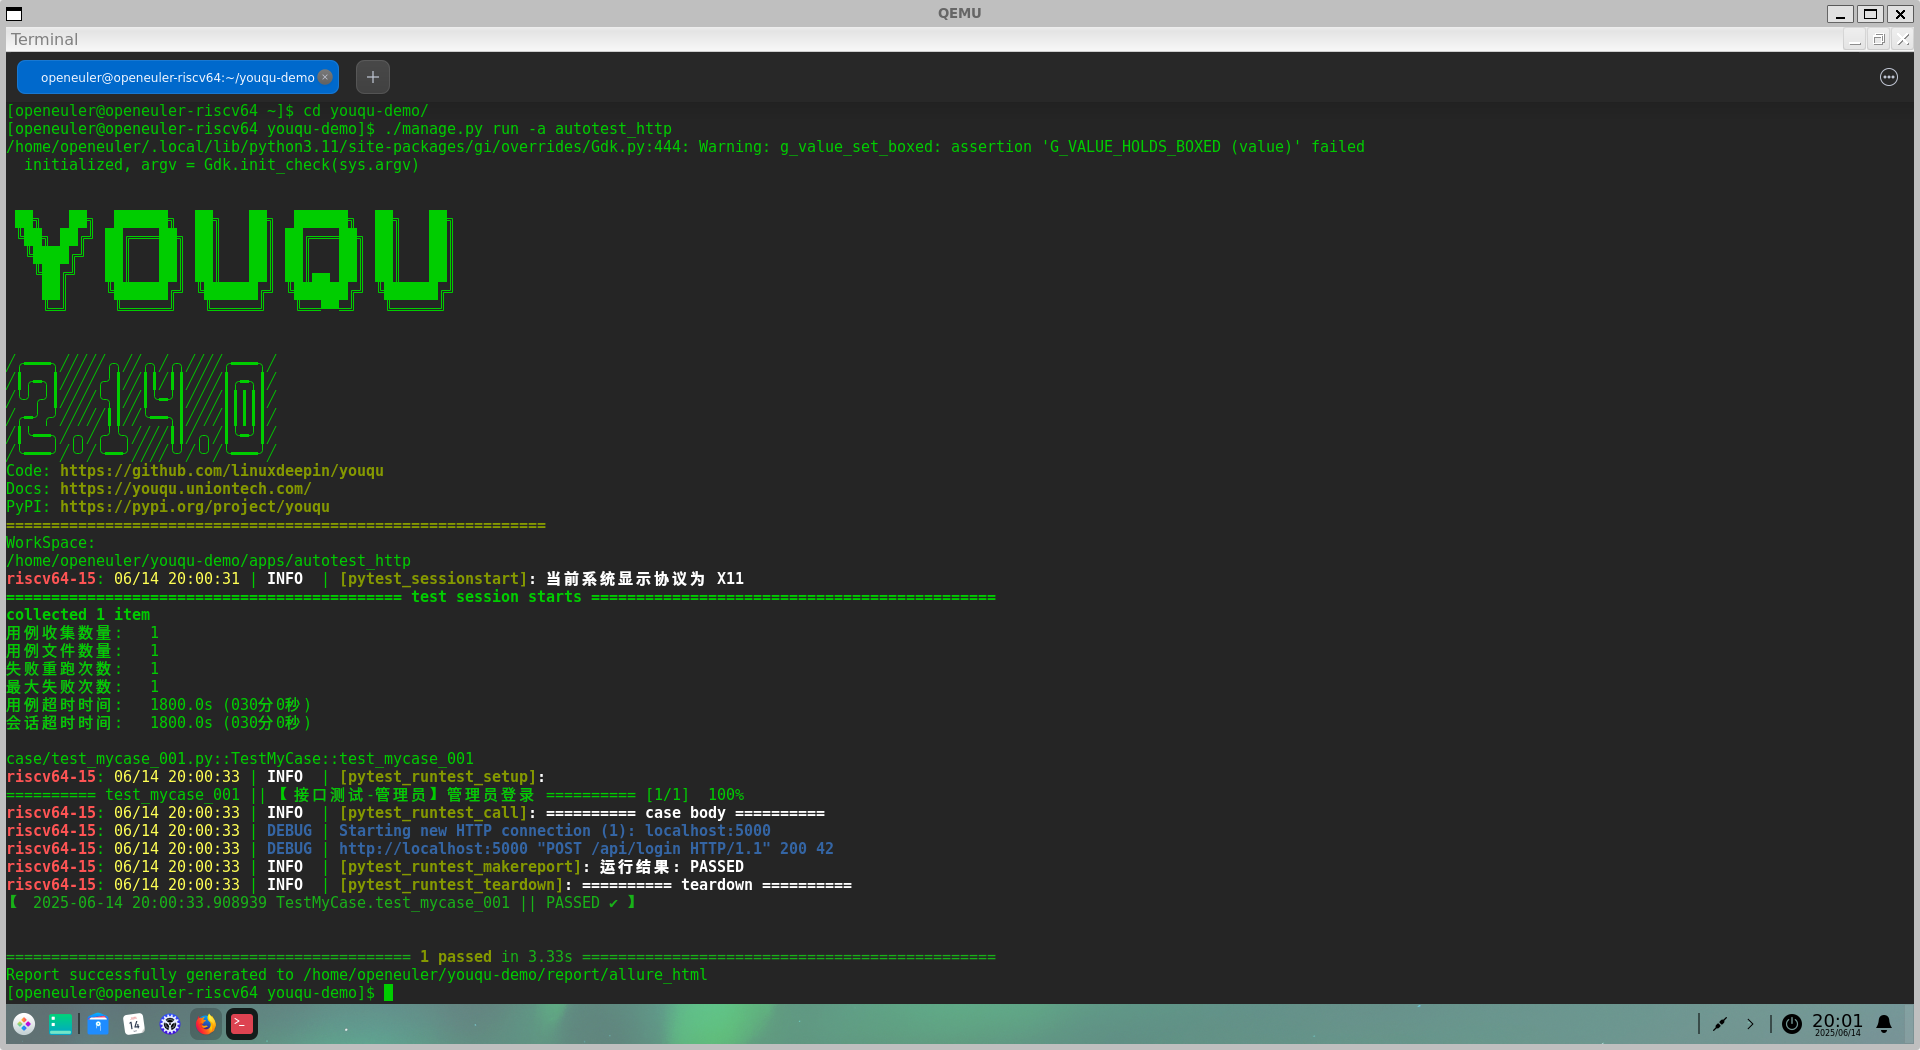 QEMU
Terminal
openeuler@openeuler-riscv64:~/youqu-demo
[openeuler@openeuler-riscv64 ~]$ cd youqu-demo/
[openeuler@openeuler-riscv64 youqu-demo]$ ./manage.py run -a autotest_http
/home/openeuler/.local/lib/python3.11/site-packages/gi/overrides/Gdk.py:444: Warning: g_value_set_boxed: assertion 'G_VALUE_HOLDS_BOXED (value)' failed
initialized, argv = Gdk.init_check(sys.argv)
YOUQU
Code: https://github.com/linuxdeepin/youqu
Docs: https://youqu.uniontech.com/
PyPI: https://pypi.org/project/youqu
============================================================
WorkSpace:
/home/openeuler/youqu-demo/apps/autotest_http
riscv64-15: 06/14 20:00:31 | INFO  | [pytest_sessionstart]: 当前系统显示协议为 X11
============================================ test session starts =============================================
collected 1 item
用例收集数量: 1
用例文件数量: 1
失败重跑次数: 1
最大失败次数: 1
用例超时时间: 1800.0s (030分0秒)
会话超时时间: 1800.0s (030分0秒)
case/test_mycase_001.py::TestMyCase::test_mycase_001
riscv64-15: 06/14 20:00:33 | INFO  | [pytest_runtest_setup]:
========== test_mycase_001 || 【接口测试-管理员】管理员登录 ========== [1/1]  100%
riscv64-15: 06/14 20:00:33 | INFO  | [pytest_runtest_call]: ========== case body ==========
riscv64-15: 06/14 20:00:33 | DEBUG | Starting new HTTP connection (1): localhost:5000
riscv64-15: 06/14 20:00:33 | DEBUG | http://localhost:5000 "POST /api/login HTTP/1.1" 200 42
riscv64-15: 06/14 20:00:33 | INFO  | [pytest_runtest_makereport]: 运行结果: PASSED
riscv64-15: 06/14 20:00:33 | INFO  | [pytest_runtest_teardown]: ========== teardown ==========
【 2025-06-14 20:00:33.908939 TestMyCase.test_mycase_001 || PASSED ✔ 】
============================================= 1 passed in 3.33s ==============================================
Report successfully generated to /home/openeuler/youqu-demo/report/allure_html
[openeuler@openeuler-riscv64 youqu-demo]$
14
20:01
2025/06/14